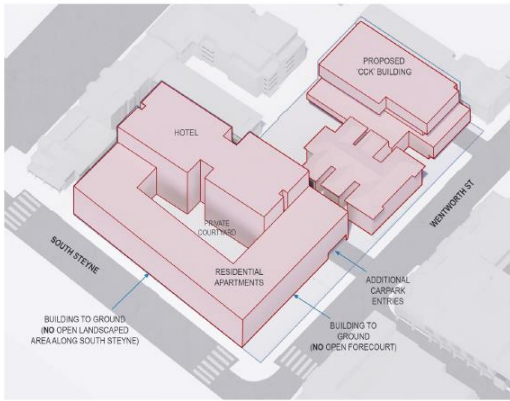 PROPOSED
'CCK' BUILDING
HOTEL
WENTWORTH ST
PRIVATE
COURTYARD
SOUTH STEYNE
RESIDENTIAL
APARTMENTS
ADDITIONAL
CARPARK
ENTRIES
BUILDING TO GROUND
(NO OPEN LANDSCAPED
AREA ALONG SOUTH STEYNE)
BUILDING TO
GROUND
(NO OPEN FORECOURT)